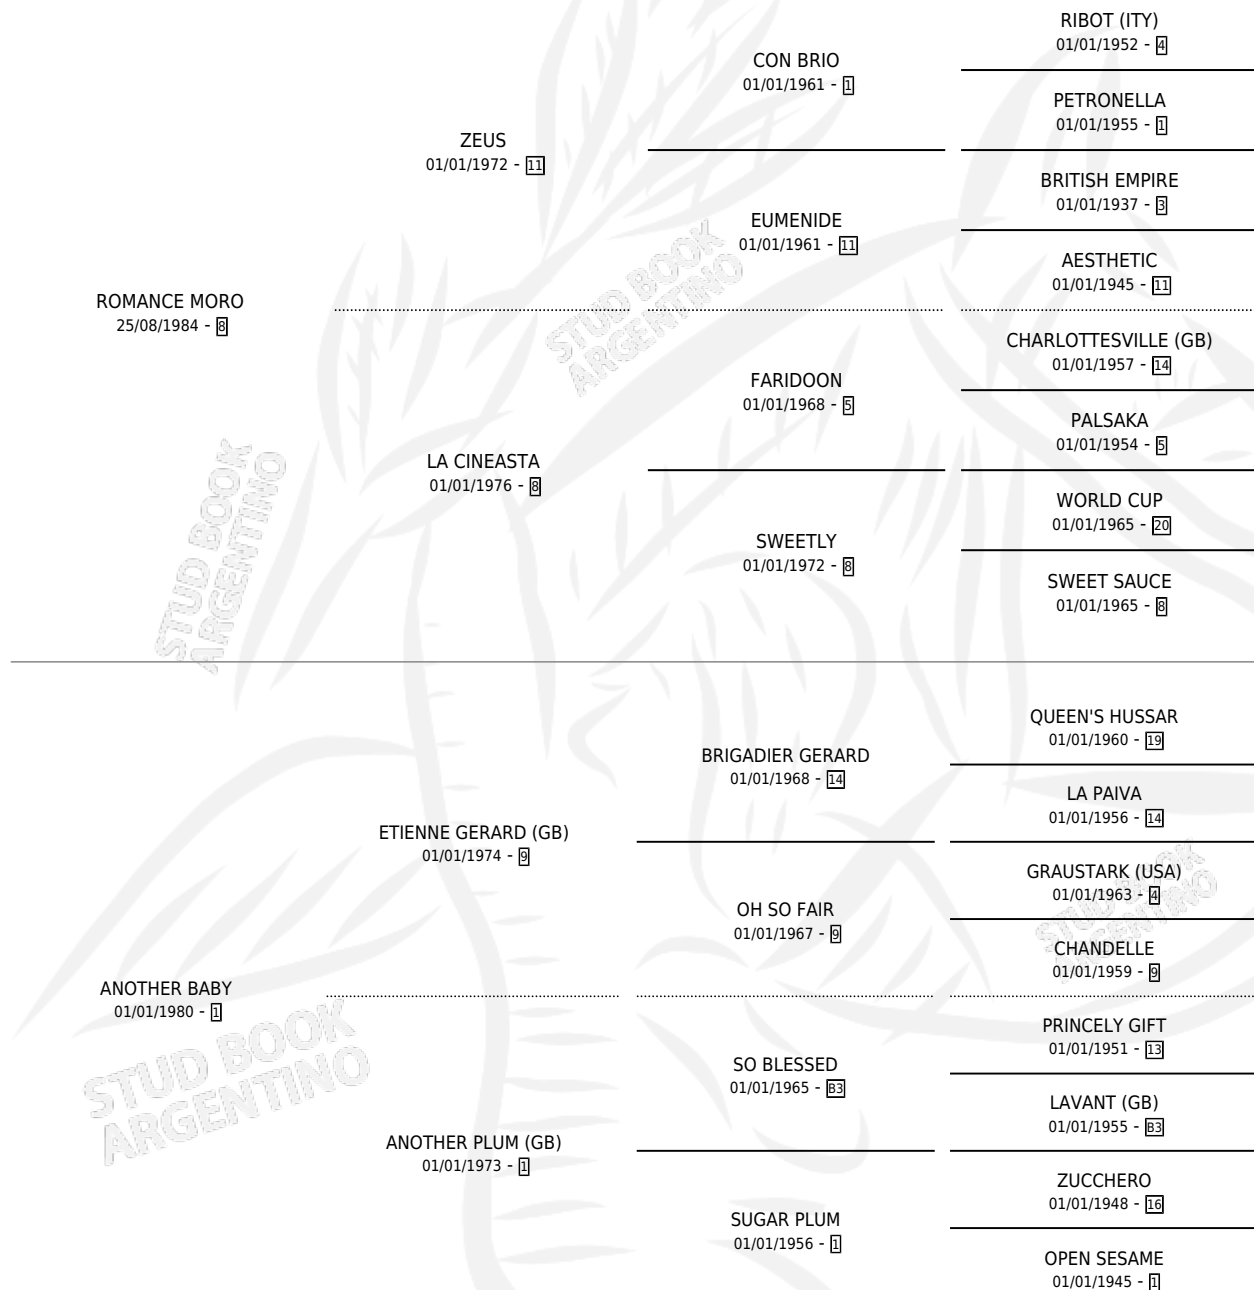 RIBOT (ITY)
01/01/1952 - 4
CON BRIO
01/01/1961 - 1
PETRONELLA
01/01/1955 - 1
ZEUS
01/01/1972 - 11
BRITISH EMPIRE
01/01/1937 - 3
EUMENIDE
01/01/1961 - 11
AESTHETIC
01/01/1945 - 11
ROMANCE MORO
25/08/1984 - 8
STUD BOOK
ARGENTINO
CHARLOTTESVILLE (GB)
01/01/1957 - 14
FARIDOON
01/01/1968 - 5
PALSAKA
01/01/1954 - 5
LA CINEASTA
01/01/1976 - 8
WORLD CUP
01/01/1965 - 20
SWEETLY
01/01/1972 - 8
SWEET SAUCE
01/01/1965 - 8
STUD BOOK
ARGENTINO
QUEEN'S HUSSAR
01/01/1960 - 19
BRIGADIER GERARD
01/01/1968 - 14
LA PAIVA
01/01/1956 - 14
ETIENNE GERARD (GB)
01/01/1974 - 9
GRAUSTARK (USA)
01/01/1963 - 4
OH SO FAIR
01/01/1967 - 9
STUD BOOK
ARGENTINO
CHANDELLE
01/01/1959 - 9
ANOTHER BABY
01/01/1980 - 1
STUD BOOK
ARGENTINO
PRINCELY GIFT
01/01/1951 - 13
SO BLESSED
01/01/1965 - B3
LAVANT (GB)
01/01/1955 - B3
ANOTHER PLUM (GB)
01/01/1973 - 1
ZUCCHERO
01/01/1948 - 16
SUGAR PLUM
01/01/1956 - 1
OPEN SESAME
01/01/1945 - 1